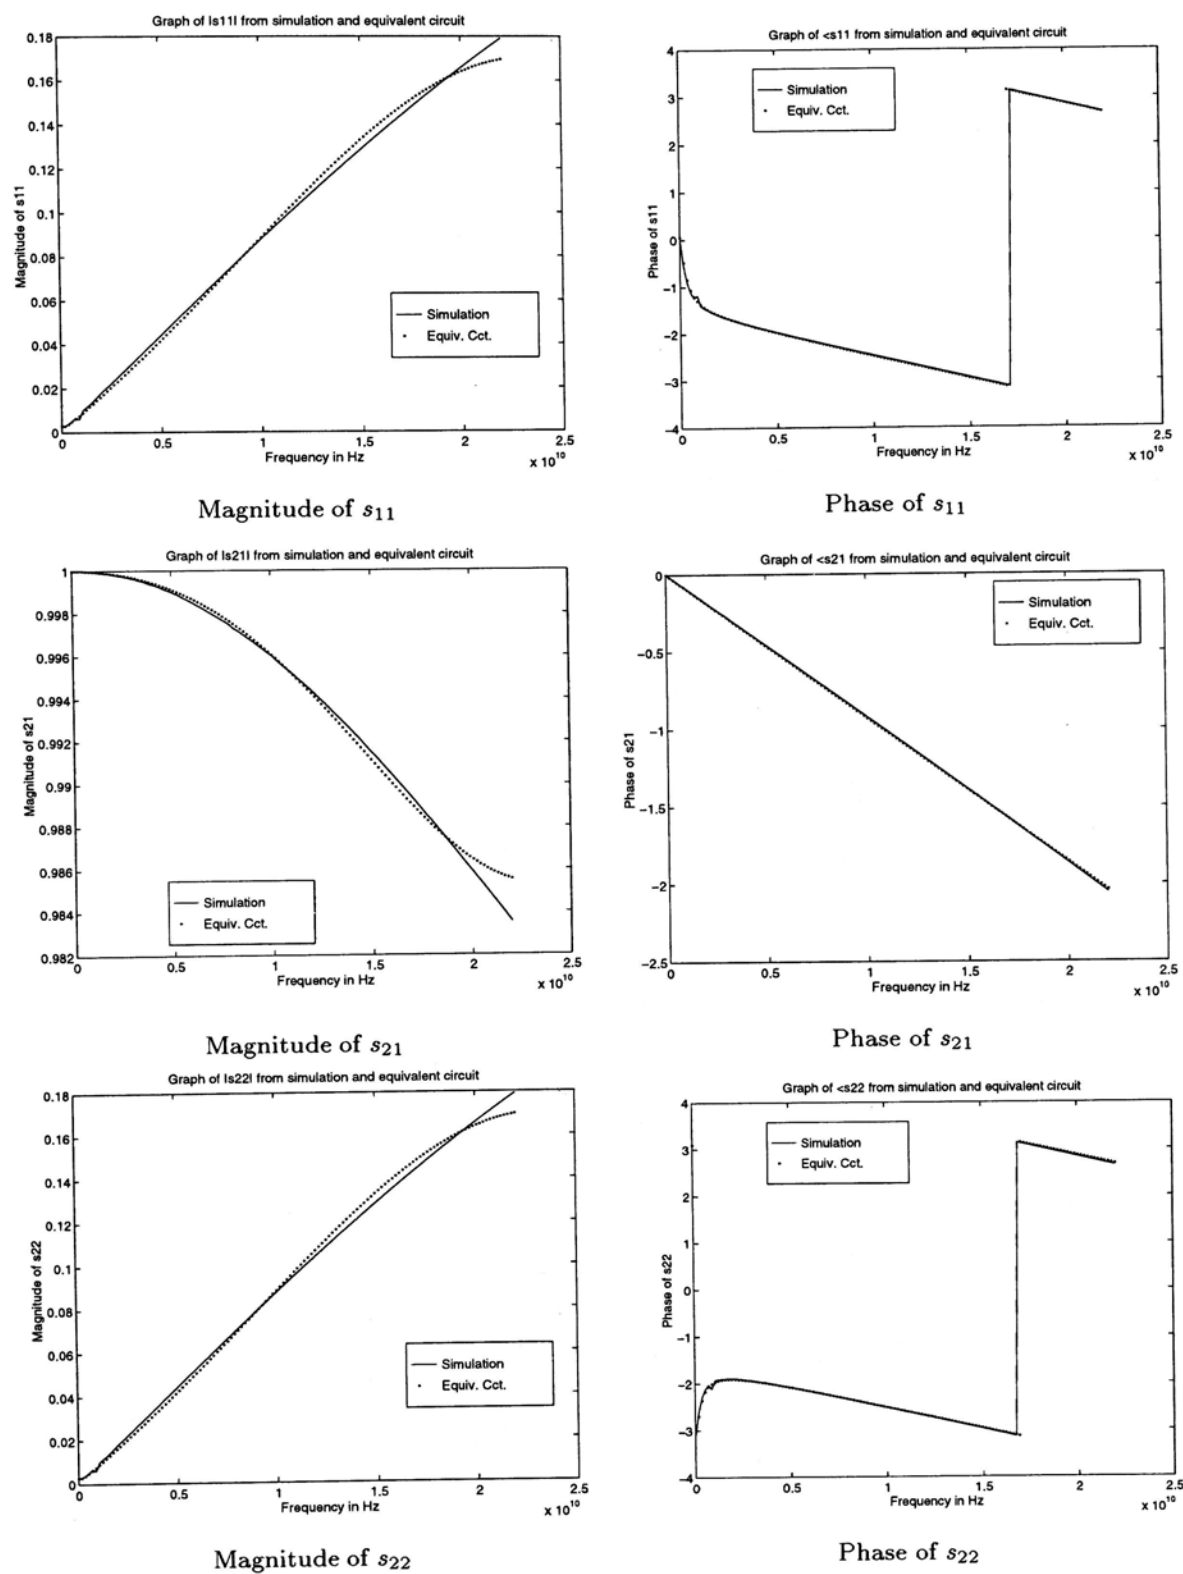 Graph of |s11| from simulation and equivalent circuit
0.18
0.16
0.14
0.12
0.1
0.08
0.06
0.04
0.02
0
Magnitude of s11
Simulation
Equiv. Cct.
0 0.5 1 1.5 2 2.5
Frequency in Hz
x 10^10
Magnitude of s11
Graph of <s11 from simulation and equivalent circuit
4
3
2
1
0
−1
−2
−3
−4
Phase of s11
Simulation
Equiv. Cct.
0 0.5 1 1.5 2 2.5
Frequency in Hz
x 10^10
Phase of s11
Graph of |s21| from simulation and equivalent circuit
1
0.998
0.996
0.994
0.992
0.99
0.988
0.986
0.984
0.982
Magnitude of s21
Simulation
Equiv. Cct.
0 0.5 1 1.5 2 2.5
Frequency in Hz
x 10^10
Magnitude of s21
Graph of <s21 from simulation and equivalent circuit
0
−0.5
−1
−1.5
−2
−2.5
Phase of s21
Simulation
Equiv. Cct.
0 0.5 1 1.5 2 2.5
Frequency in Hz
x 10^10
Phase of s21
Graph of |s22| from simulation and equivalent circuit
0.18
0.16
0.14
0.12
0.1
0.08
0.06
0.04
0.02
0
Magnitude of s22
Simulation
Equiv. Cct.
0 0.5 1 1.5 2 2.5
Frequency in Hz
x 10^10
Magnitude of s22
Graph of <s22 from simulation and equivalent circuit
4
3
2
1
0
−1
−2
−3
−4
Phase of s22
Simulation
Equiv. Cct.
0 0.5 1 1.5 2 2.5
Frequency in Hz
x 10^10
Phase of s22